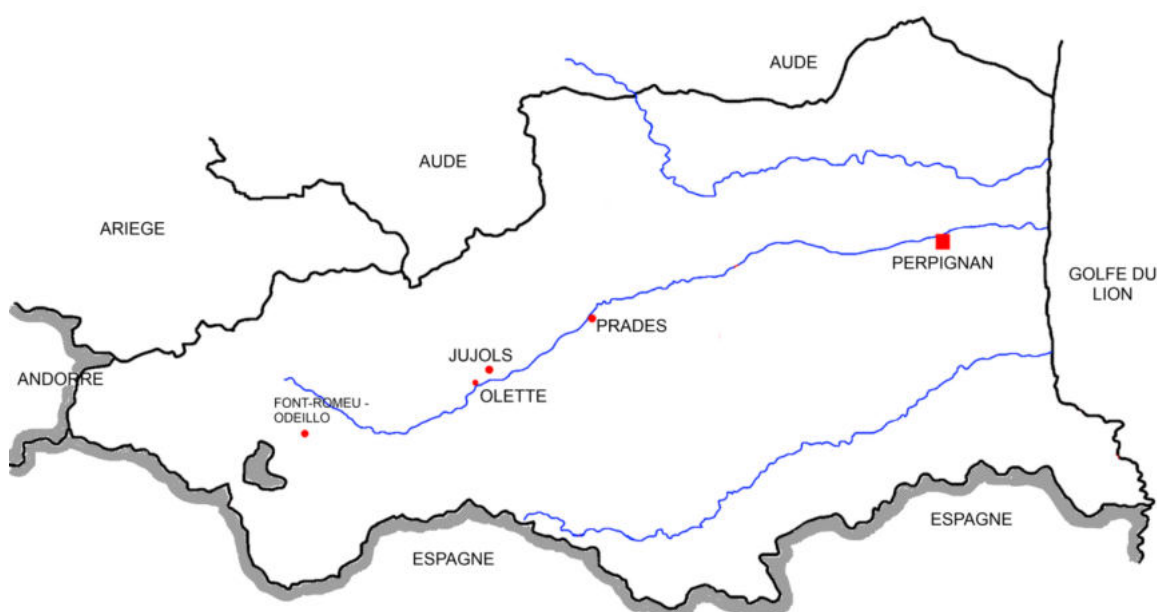 AUDE
AUDE
ARIEGE
PERPIGNAN
GOLFE DU
LION
PRADES
JUJOLS
ANDORRE
OLETTE
FONT-ROMEU -
ODEILLO
ESPAGNE
ESPAGNE